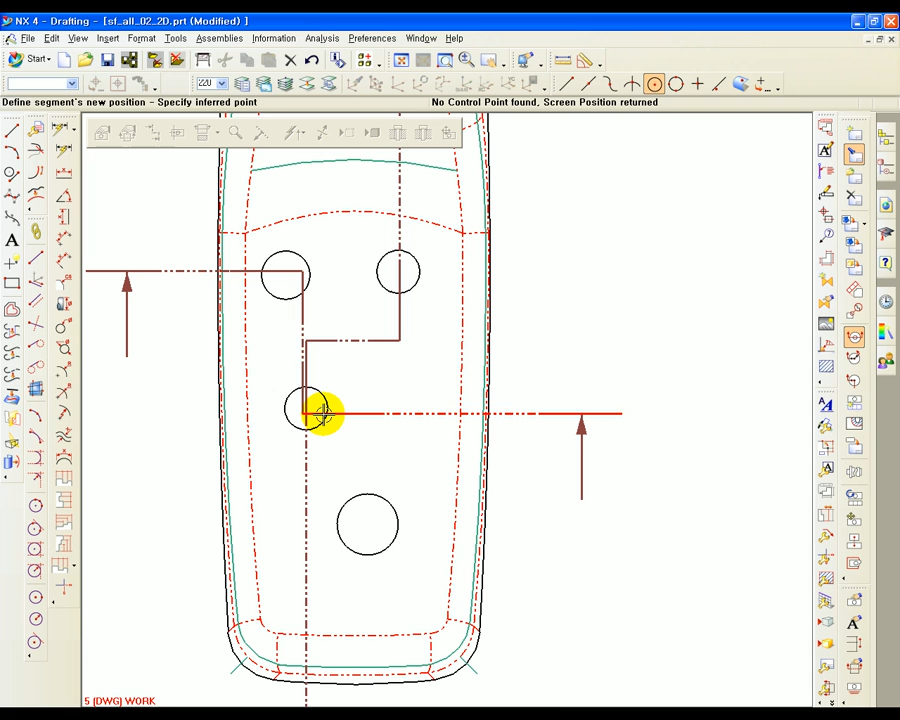 NX 4 - Drafting - [sf_all_02_2D.prt (Modified) ]
File Edit View Insert Format Tools Assemblies Information Analysis Preferences Window Help
Start
220
Define segment's new position - Specify inferred point
No Control Point found, Screen Position returned
5 [DWG] WORK